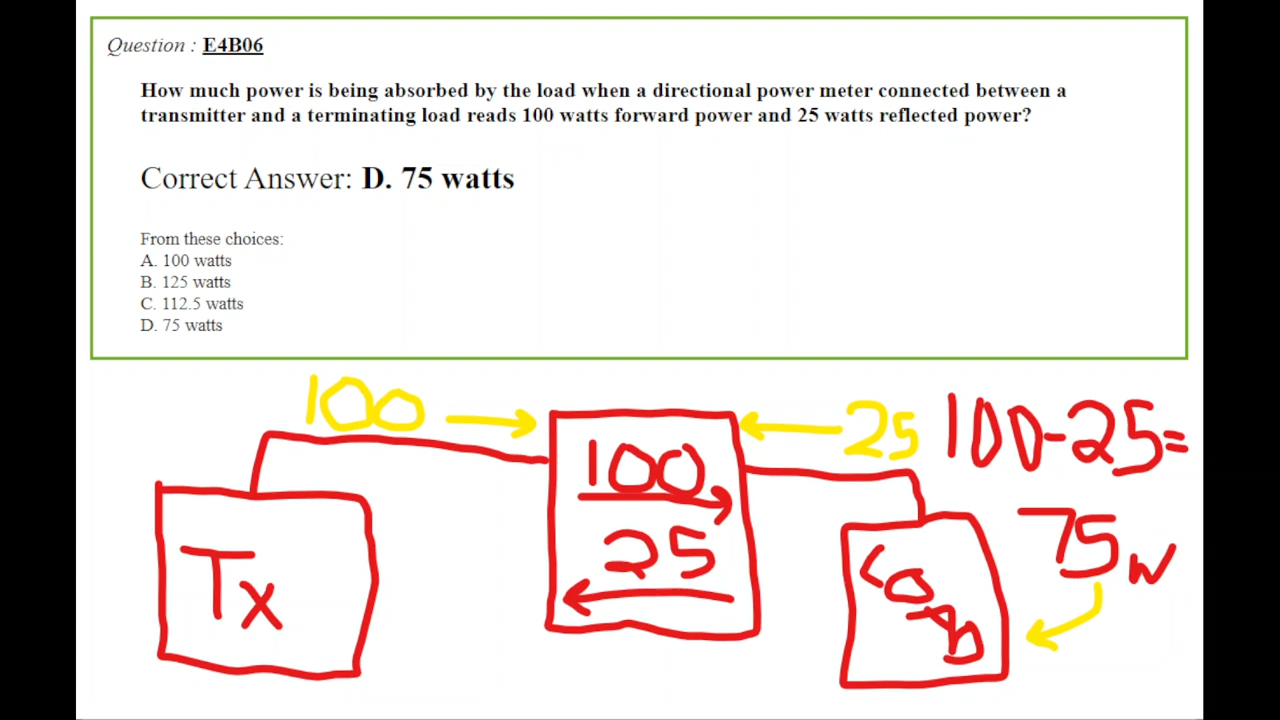 Question : E4B06
How much power is being absorbed by the load when a directional power meter connected between a
transmitter and a terminating load reads 100 watts forward power and 25 watts reflected power?
Correct Answer: D. 75 watts
From these choices:
A. 100 watts
B. 125 watts
C. 112.5 watts
D. 75 watts
100
25
100-25=
100
25
75w
Tx
LOAD